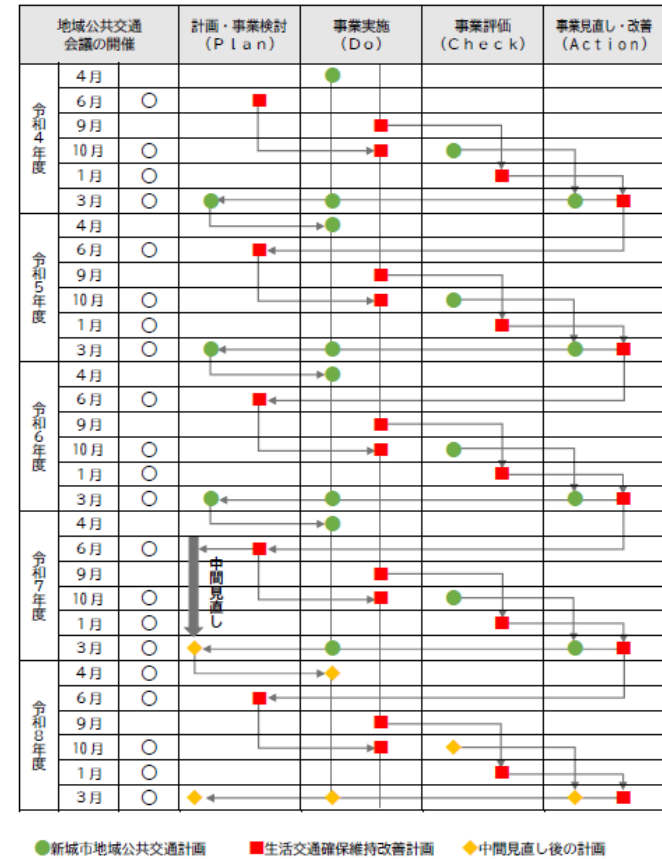 地域公共交通
会議の開催
計画・事業検討
(Plan)
事業実施
(Do)
事業評価
(Check)
事業見直し・改善
(Action)
令和4年度
4月
6月 ○
9月
10月 ○
1月 ○
3月 ○
令和5年度
4月
6月 ○
9月
10月 ○
1月 ○
3月 ○
令和6年度
4月
6月 ○
9月
10月 ○
1月 ○
3月 ○
令和7年度
4月
6月 ○
9月
10月 ○
1月 ○
3月 ○
中間見直し
令和8年度
4月 ○
6月 ○
9月
10月 ○
1月 ○
3月 ○
●新城市地域公共交通計画 ■生活交通確保維持改善計画 ◆中間見直し後の計画